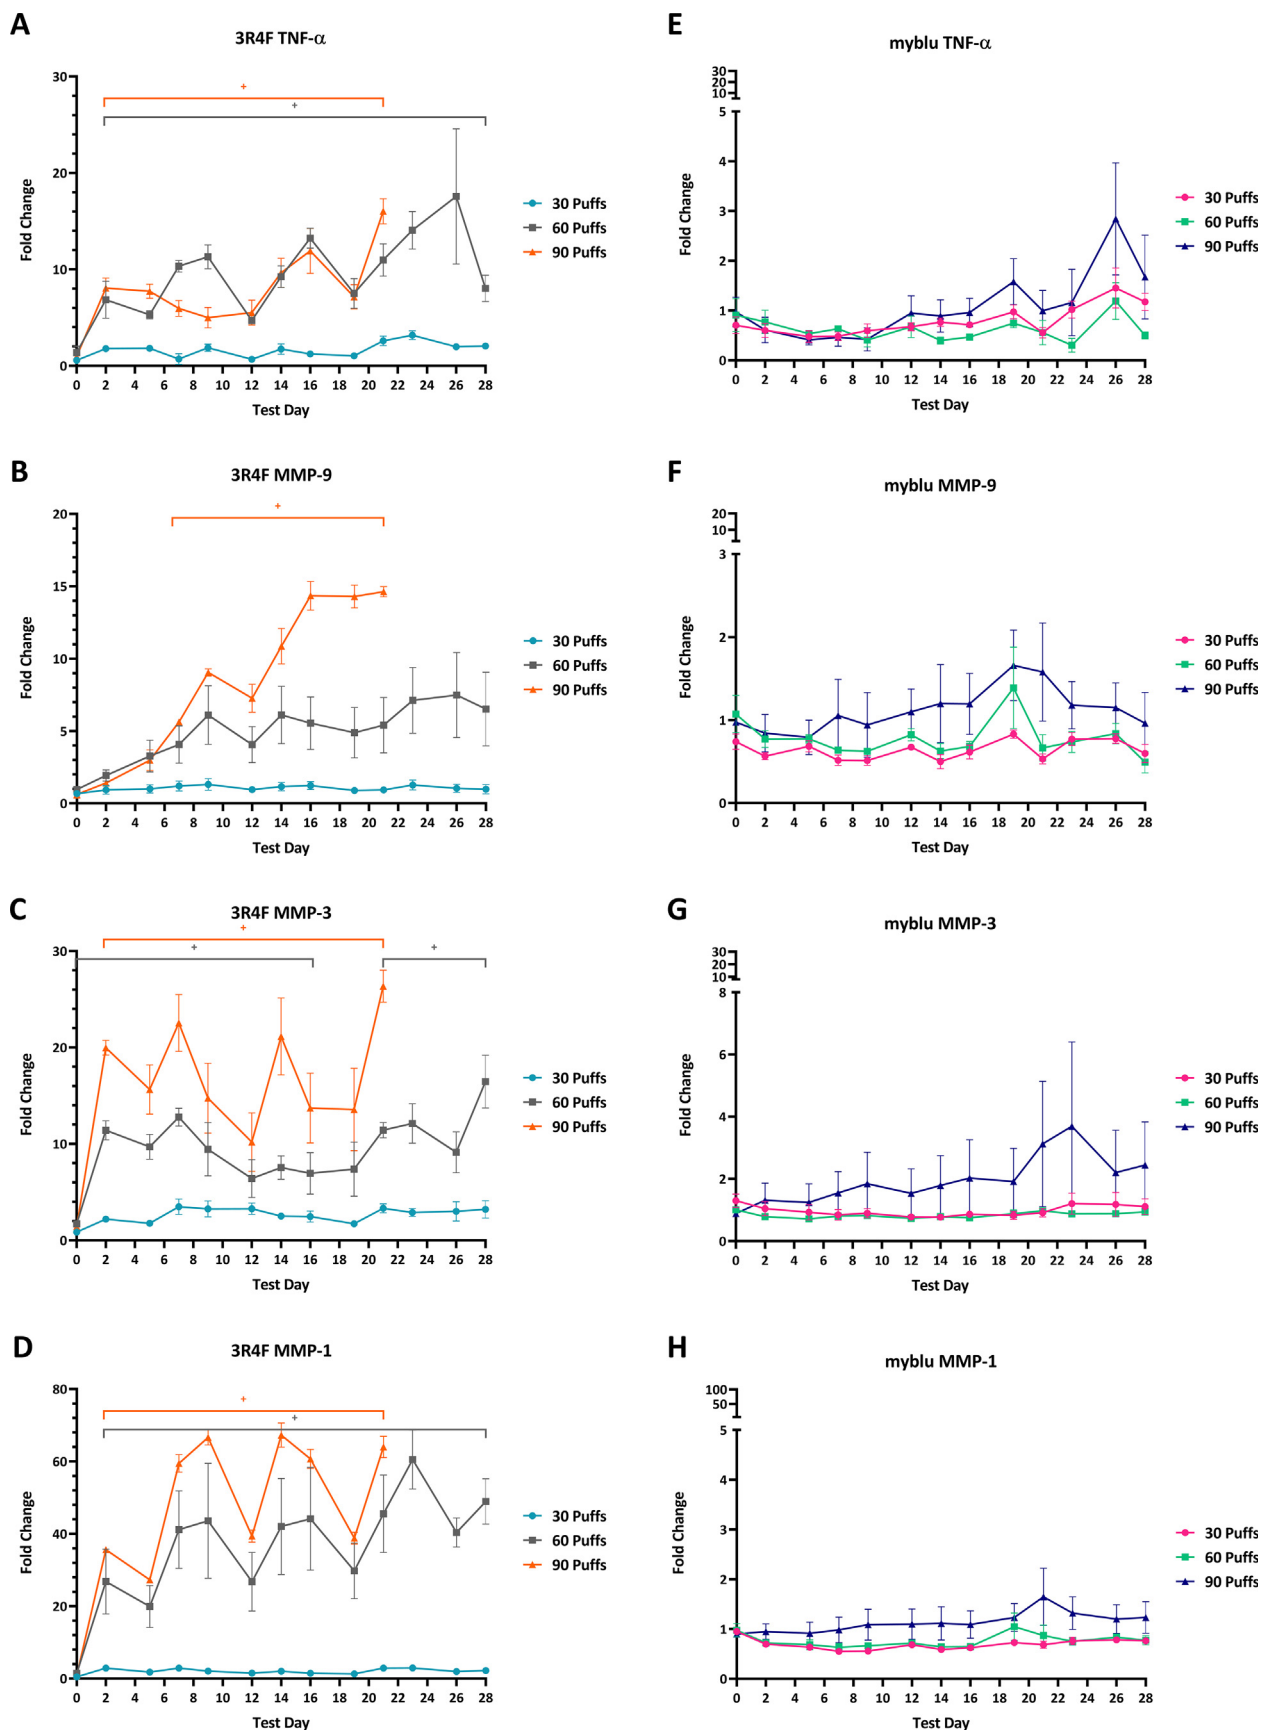 A
3R4F TNF-α
Fold Change
30
20
10
0
+
+
0 2 4 6 8 10 12 14 16 18 20 22 24 26 28
Test Day
30 Puffs
60 Puffs
90 Puffs
E
myblu TNF-α
Fold Change
30
20
10
5
4
3
2
1
0
0 2 4 6 8 10 12 14 16 18 20 22 24 26 28
Test Day
30 Puffs
60 Puffs
90 Puffs
B
3R4F MMP-9
Fold Change
20
15
10
5
0
+
0 2 4 6 8 10 12 14 16 18 20 22 24 26 28
Test Day
30 Puffs
60 Puffs
90 Puffs
F
myblu MMP-9
Fold Change
20
10
3
2
1
0
0 2 4 6 8 10 12 14 16 18 20 22 24 26 28
Test Day
30 Puffs
60 Puffs
90 Puffs
C
3R4F MMP-3
Fold Change
30
20
10
0
+
+
+
0 2 4 6 8 10 12 14 16 18 20 22 24 26 28
Test Day
30 Puffs
60 Puffs
90 Puffs
G
myblu MMP-3
Fold Change
30
20
10
8
6
4
2
0
0 2 4 6 8 10 12 14 16 18 20 22 24 26 28
Test Day
30 Puffs
60 Puffs
90 Puffs
D
3R4F MMP-1
Fold Change
80
60
40
20
0
+
+
0 2 4 6 8 10 12 14 16 18 20 22 24 26 28
Test Day
30 Puffs
60 Puffs
90 Puffs
H
myblu MMP-1
Fold Change
100
50
5
4
3
2
1
0
0 2 4 6 8 10 12 14 16 18 20 22 24 26 28
Test Day
30 Puffs
60 Puffs
90 Puffs